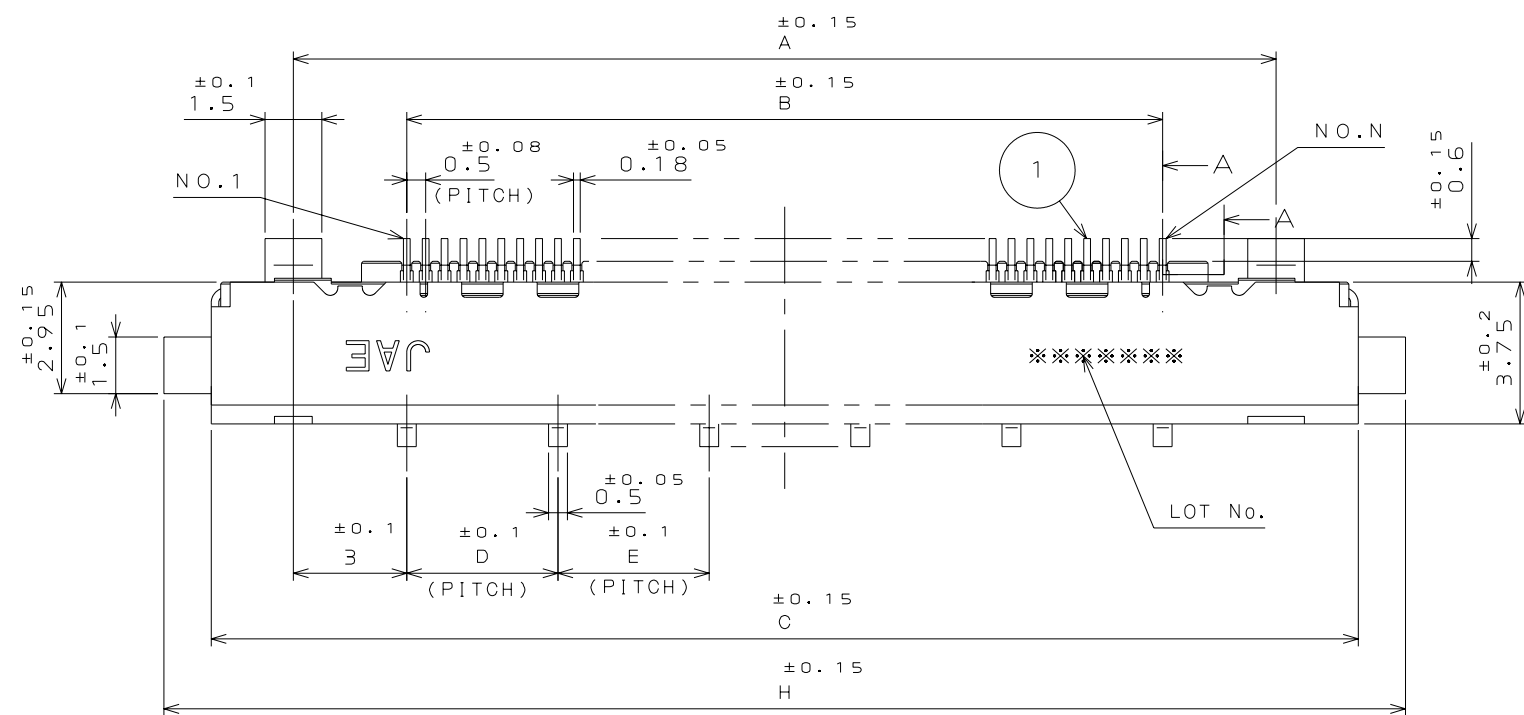 ±0.15
A
±0.1
1.5
±0.15
B
±0.08
0.5
(PITCH)
±0.05
0.18
NO.1
1
NO.N
A
A
±0.15
0.6
±0.15
2.95
±0.1
1.5
JAE
※※※※※※※
±0.2
3.75
LOT No.
±0.05
0.5
±0.1
3
±0.1
D
(PITCH)
±0.1
E
(PITCH)
±0.15
C
±0.15
H